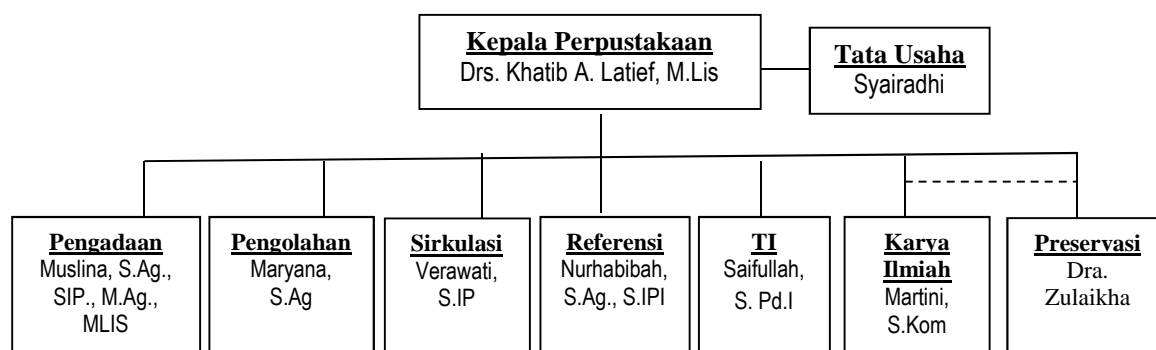 Kepala Perpustakaan
Drs. Khatib A. Latief, M.Lis
Tata Usaha
Syairadhi
Pengadaan
Muslina, S.Ag.,
SIP., M.Ag.,
MLIS
Pengolahan
Maryana,
S.Ag
Sirkulasi
Verawati,
S.IP
Referensi
Nurhabibah,
S.Ag., S.IPI
TI
Saifullah,
S. Pd.I
Karya
Ilmiah
Martini,
S.Kom
Preservasi
Dra.
Zulaikha